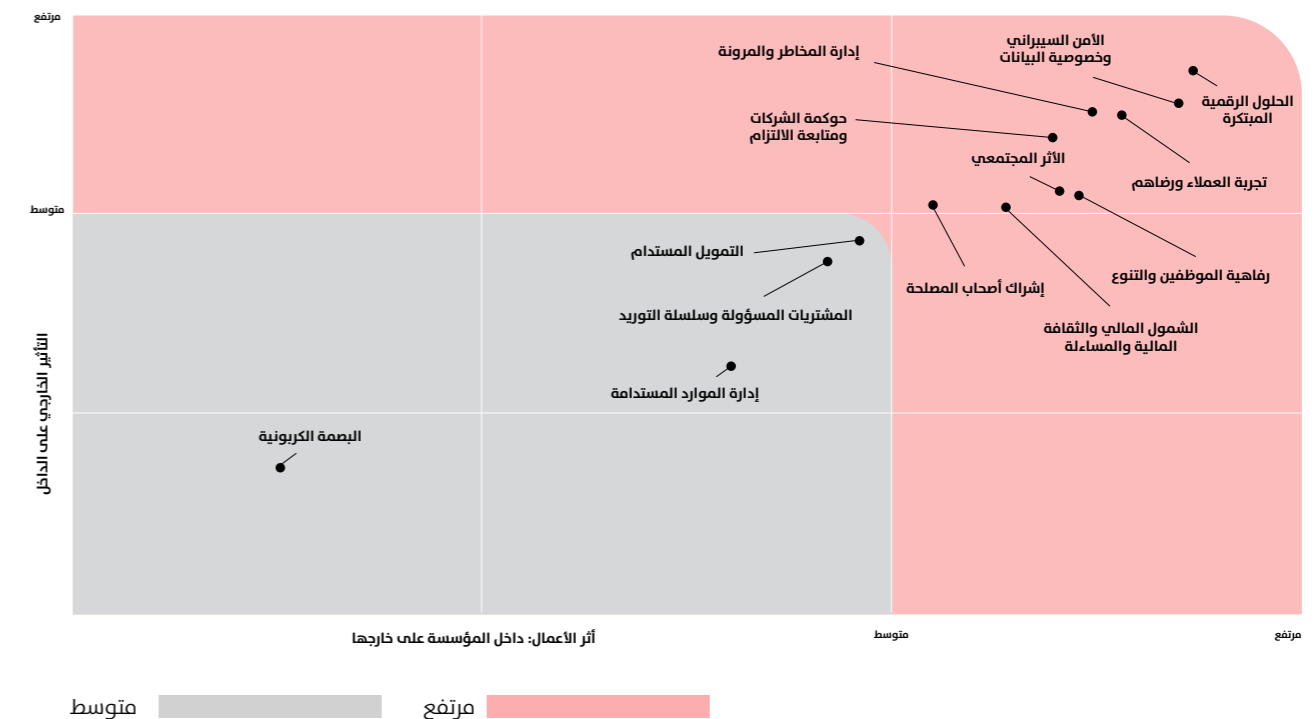 مرتفع
الأمن السيبراني
وخصوصية البيانات
إدارة المخاطر والمرونة
الحلول الرقمية
المبتكرة
حوكمة الشركات
ومتابعة الالتزام
الأثر المجتمعي
تجربة العملاء ورضاهم
متوسط
التمويل المستدام
رفاهية الموظفين والتنوع
إشراك أصحاب المصلحة
المشتريات المسؤولة وسلسلة التوريد
الشمول المالي والثقافة
المالية والمساءلة
إدارة الموارد المستدامة
البصمة الكربونية
التأثير الخارجي على الداخل
أثر الأعمال: داخل المؤسسة على خارجها
متوسط
مرتفع
مرتفع
متوسط